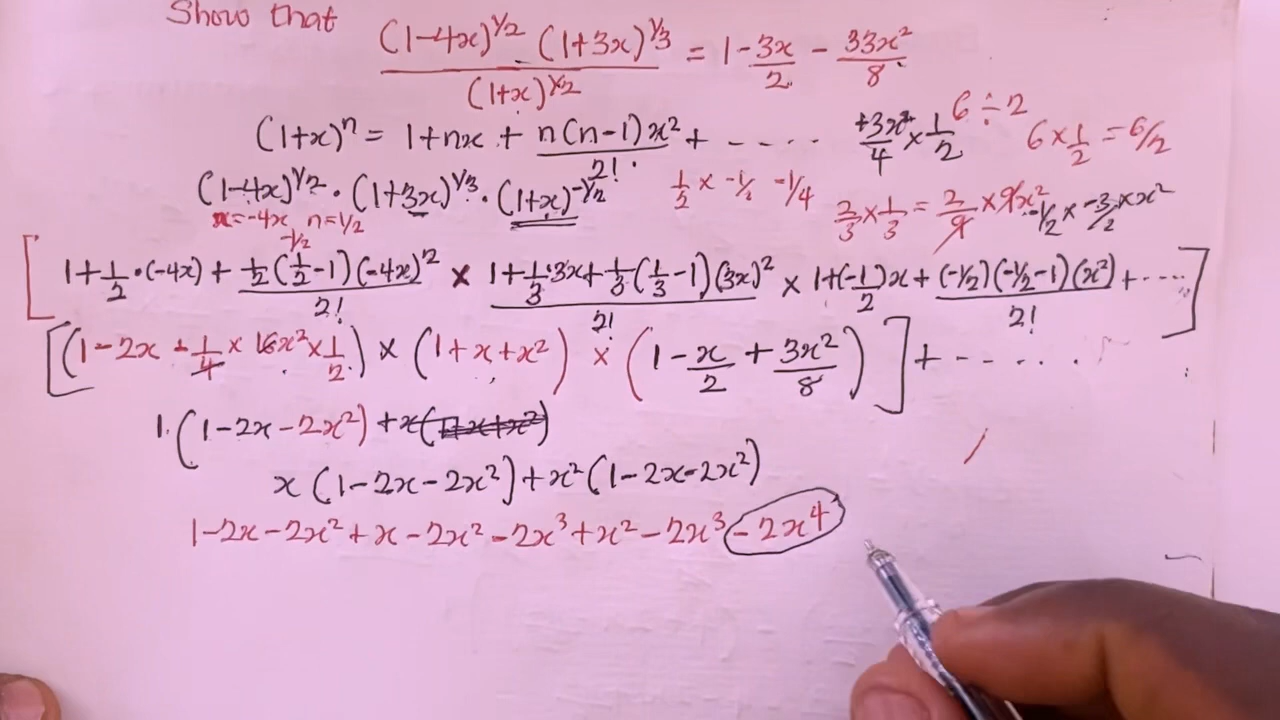 Show that
(1-4x)^1/2 (1+3x)^1/3 / (1+x)^1/2 = 1 - 3x/2 - 33x²/8
(1+x)^n = 1+nx + n(n-1)x²/2! + - - - -
+3x²/4 × 1/2
6 ÷ 2
6 × 1/2 = 6/2
(1-4x)^1/2 · (1+3x)^1/3 · (1+x)^-1/2
1/2 × -1/2 -1/4
2/3 × 1/3 = 2/9 × 9x²
-1/2 × -3/2 × x²
x=-4x n=1/2
-1/2
[1+1/2·(-4x) + 1/2(1/2-1)(-4x)²/2! × 1+1/3·3x+1/3(1/3-1)(3x)²/2! × 1+(-1/2)x + (-1/2)(-1/2-1)(x²)/2! + ....]
[(1-2x - 1/4 × 16x² × 1/2) × (1+x+x²) × (1 - x/2 + 3x²/8)] + - - - . .
1.(1-2x-2x²) + x(1+x+x²)
x(1-2x-2x²)+x²(1-2x-2x²)
1-2x-2x²+x-2x²-2x³+x²-2x³-2x⁴